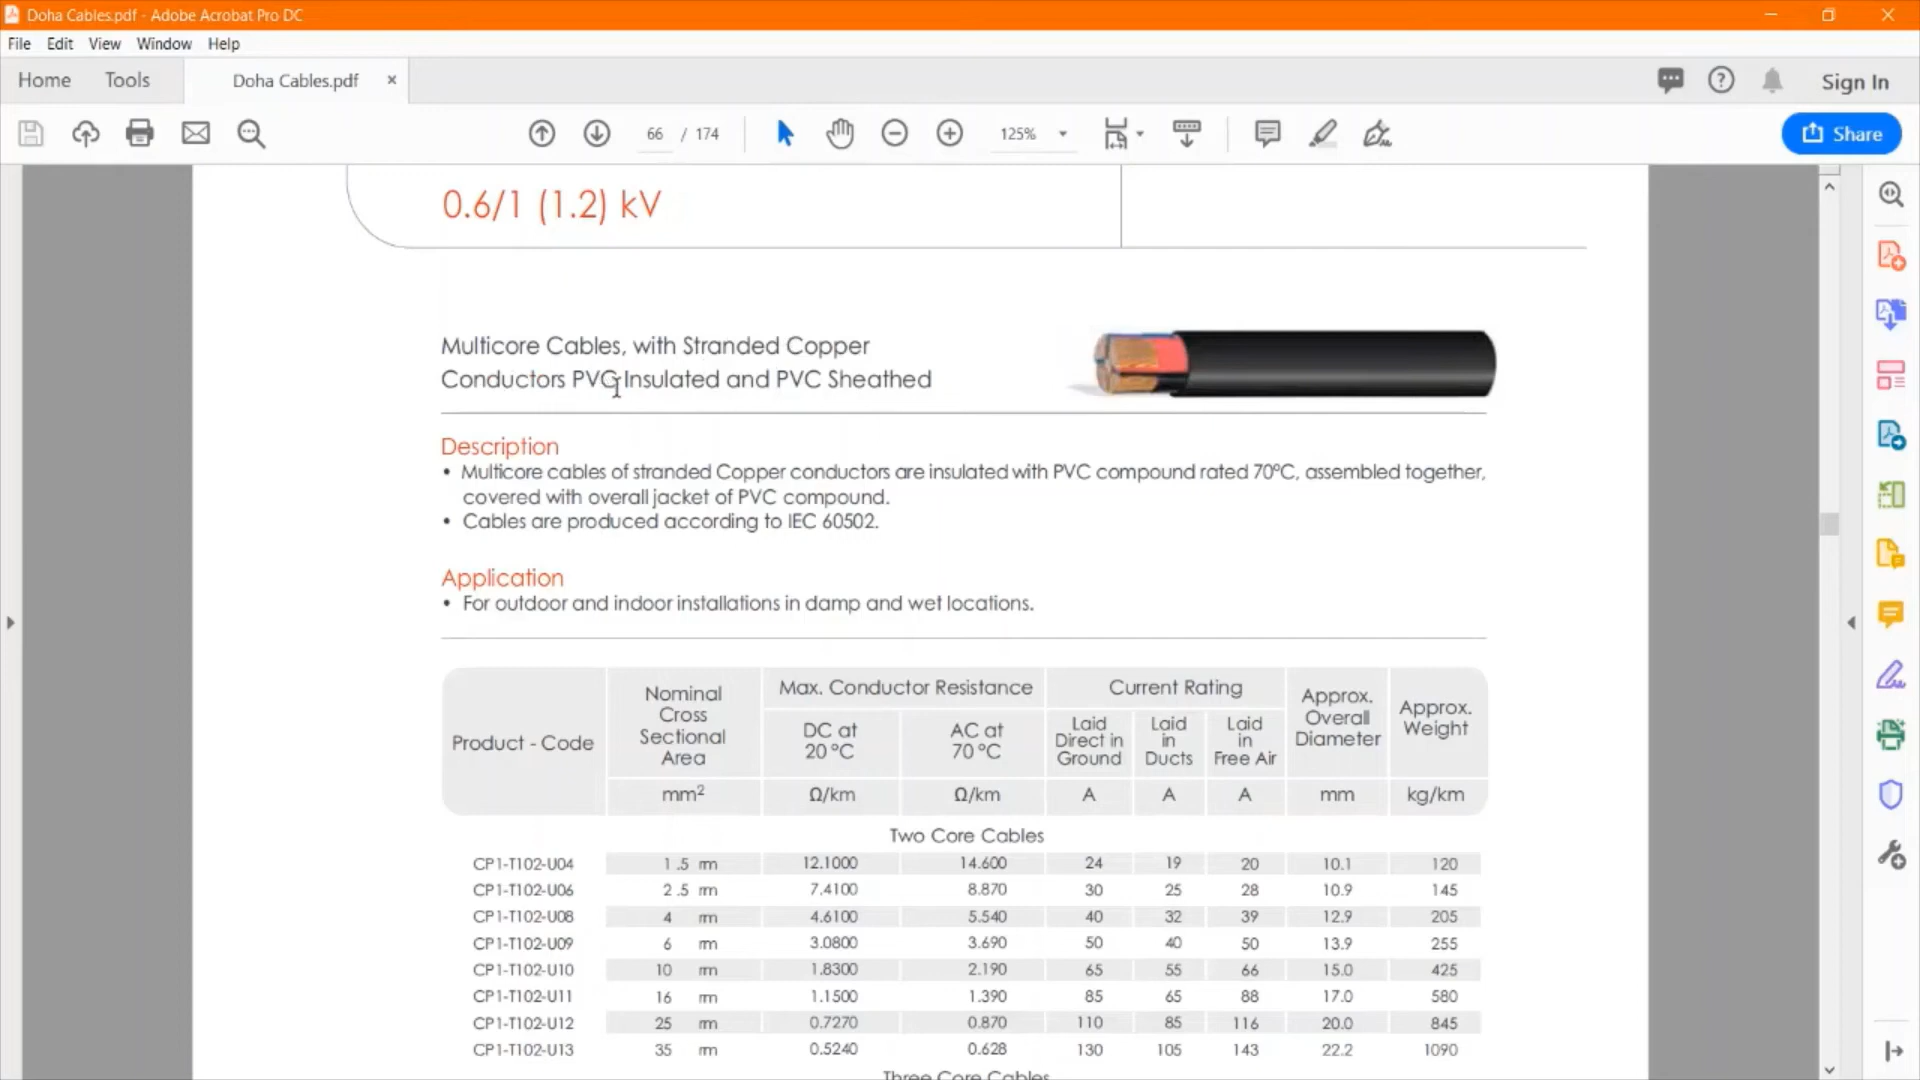 Doha Cables.pdf - Adobe Acrobat Pro DC
File Edit View Window Help
Home Tools Doha Cables.pdf × Sign In
66 / 174 125% Share
0.6/1 (1.2) kV
Multicore Cables, with Stranded Copper
Conductors PVC Insulated and PVC Sheathed
Description
• Multicore cables of stranded Copper conductors are insulated with PVC compound rated 70ºC, assembled together,
covered with overall jacket of PVC compound.
• Cables are produced according to IEC 60502.
Application
• For outdoor and indoor installations in damp and wet locations.
Product - Code
Nominal
Cross
Sectional
Area
mm²
Max. Conductor Resistance
DC at
20 ºC
Ω/km
AC at
70 ºC
Ω/km
Current Rating
Laid
Direct in
Ground
A
Laid
in
Ducts
A
Laid
in
Free Air
A
Approx.
Overall
Diameter
mm
Approx.
Weight
kg/km
Two Core Cables
CP1-T102-U04 1.5 rm 12.1000 14.600 24 19 20 10.1 120
CP1-T102-U06 2.5 rm 7.4100 8.870 30 25 28 10.9 145
CP1-T102-U08 4 rm 4.6100 5.540 40 32 39 12.9 205
CP1-T102-U09 6 rm 3.0800 3.690 50 40 50 13.9 255
CP1-T102-U10 10 rm 1.8300 2.190 65 55 66 15.0 425
CP1-T102-U11 16 rm 1.1500 1.390 85 65 88 17.0 580
CP1-T102-U12 25 rm 0.7270 0.870 110 85 116 20.0 845
CP1-T102-U13 35 rm 0.5240 0.628 130 105 143 22.2 1090
Three Core Cables